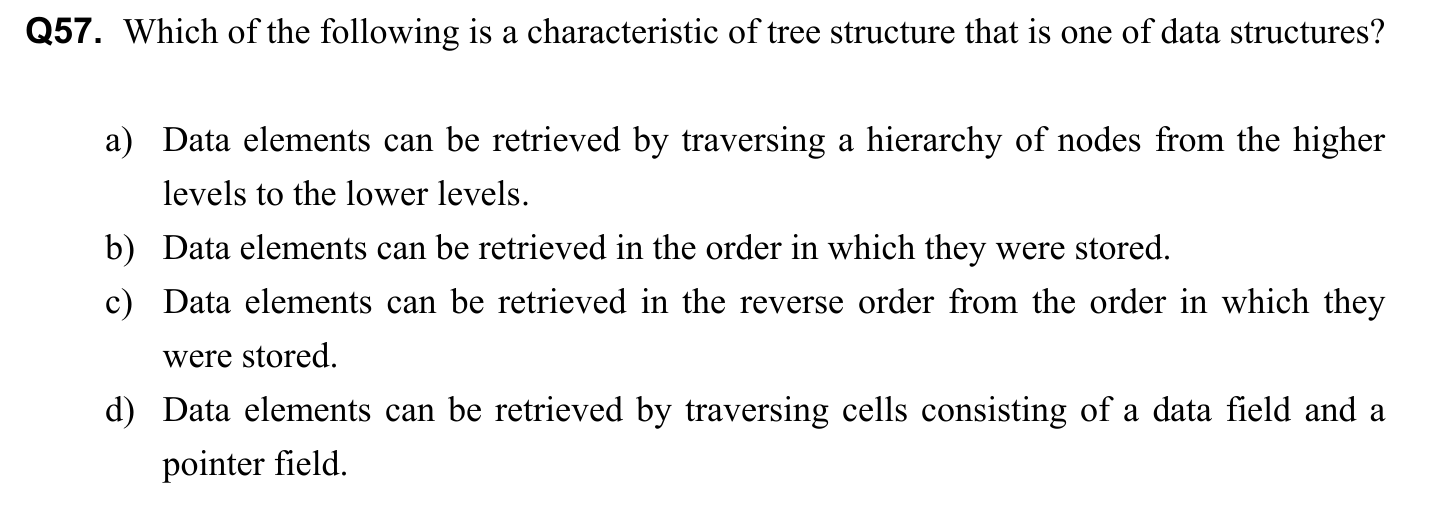 Q57. Which of the following is a characteristic of tree structure that is one of data structures?
a) Data elements can be retrieved by traversing a hierarchy of nodes from the higher
levels to the lower levels.
b) Data elements can be retrieved in the order in which they were stored.
c) Data elements can be retrieved in the reverse order from the order in which they
were stored.
d) Data elements can be retrieved by traversing cells consisting of a data field and a
pointer field.